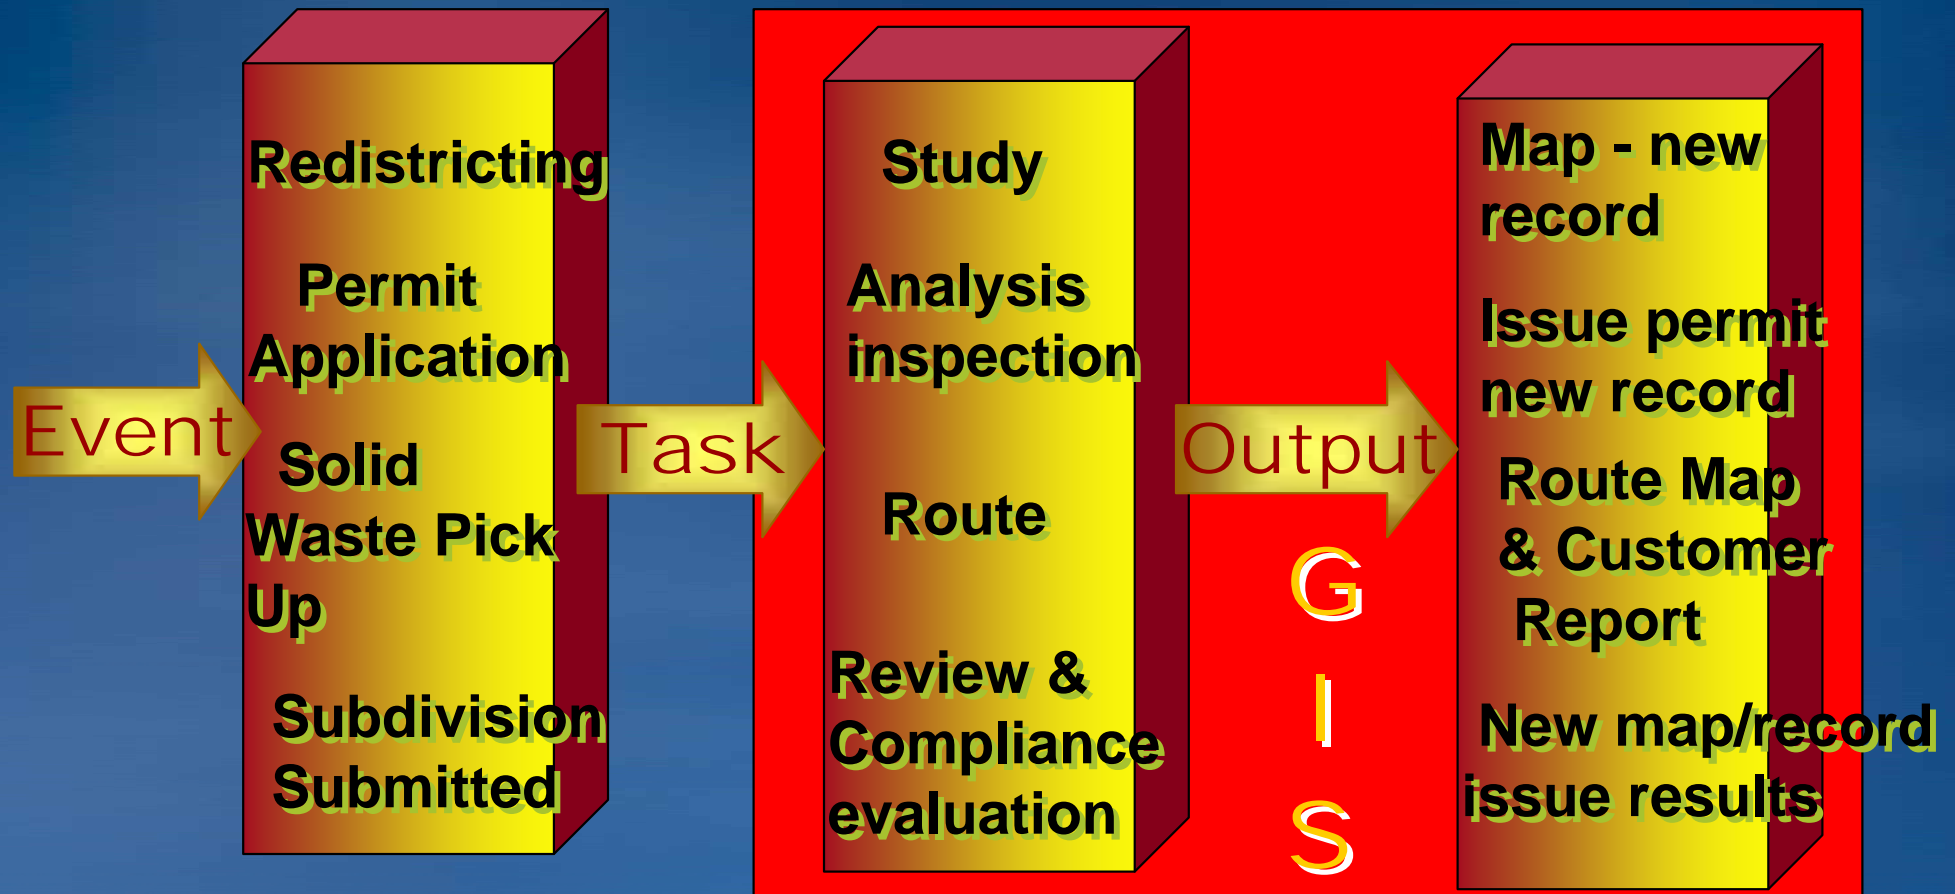 Event
Redistricting
Permit
Application
Solid
Waste Pick
Up
Subdivision
Submitted
Task
Study
Analysis
inspection
Route
Review &
Compliance
evaluation
Output
G
I
S
Map - new
record
Issue permit
new record
Route Map
& Customer
Report
New map/record
issue results